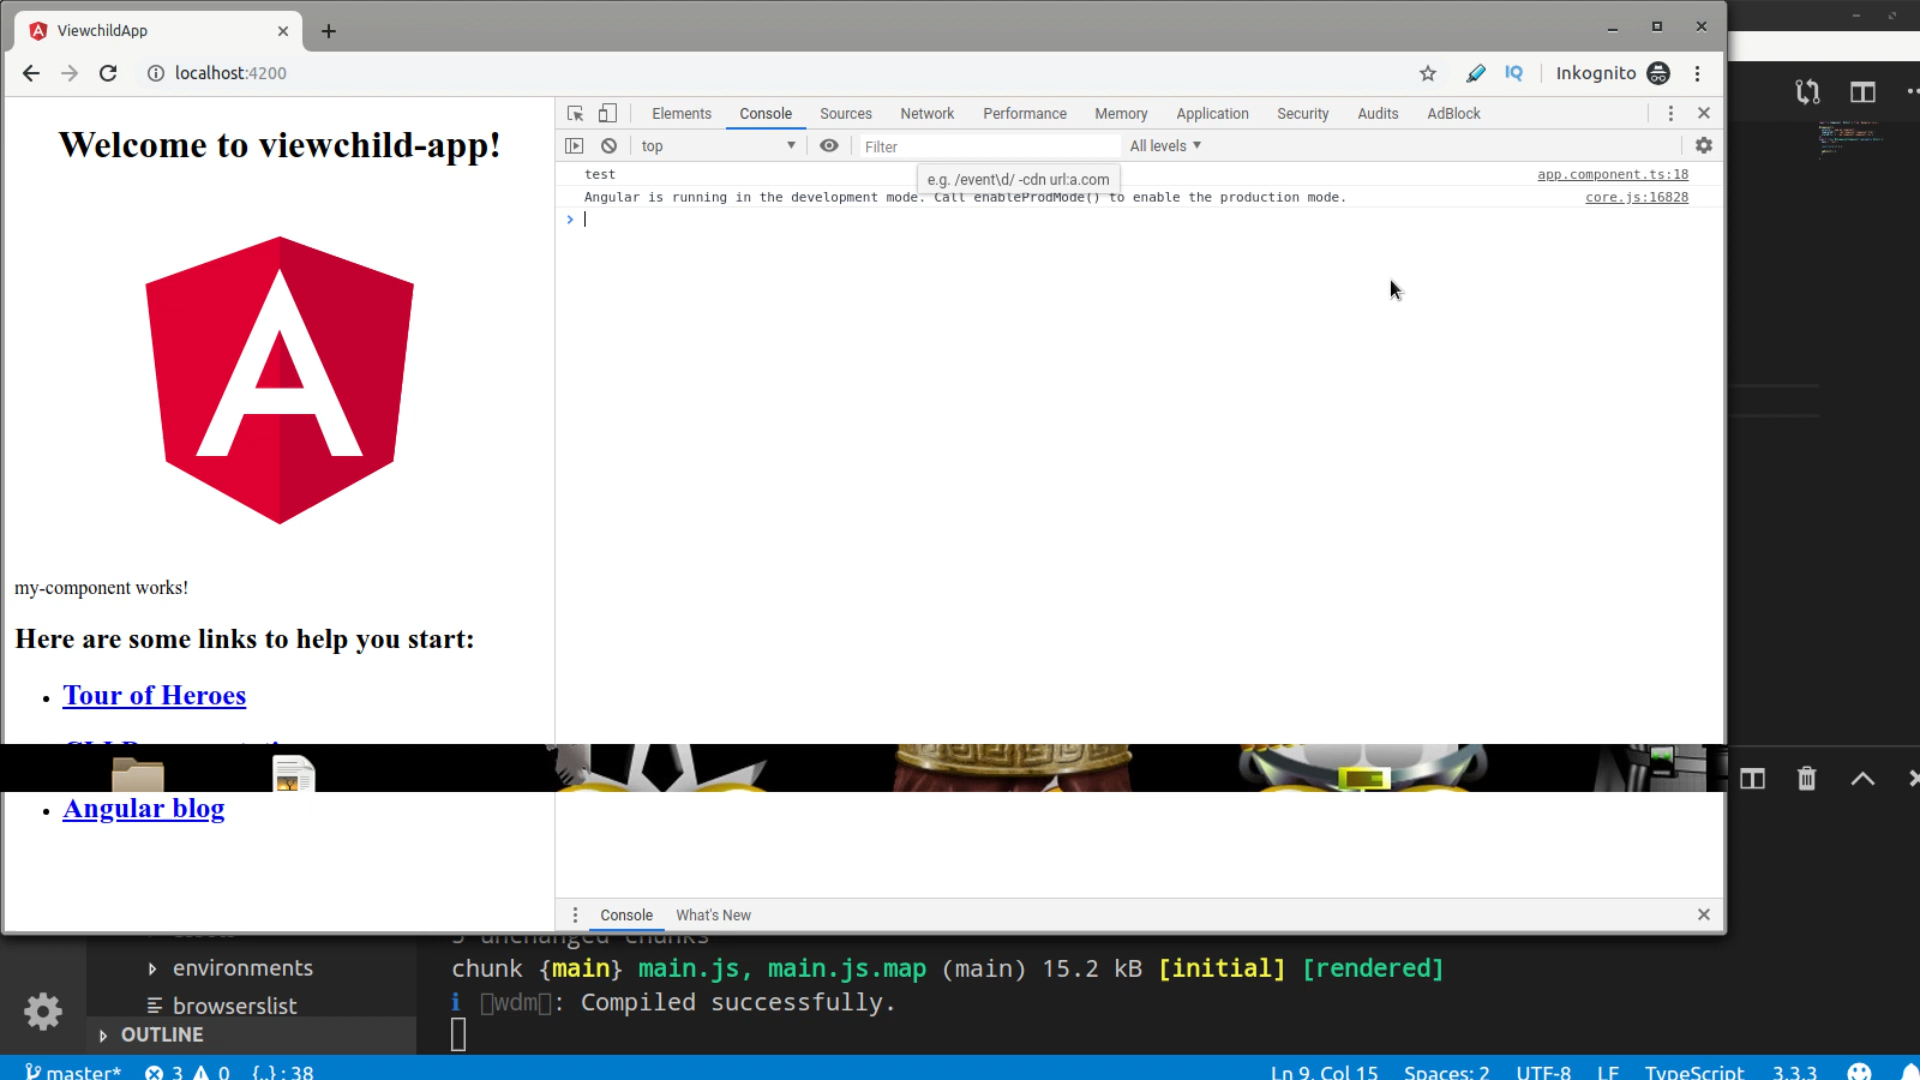 ViewchildApp
localhost:4200
IQ
Inkognito
Elements Console Sources Network Performance Memory Application Security Audits AdBlock
top Filter All levels
e.g. /event\d/ -cdn url:a.com
test app.component.ts:18
Angular is running in the development mode. Call enableProdMode() to enable the production mode. core.js:16828
Welcome to viewchild-app!
my-component works!
Here are some links to help you start:
Tour of Heroes
Angular blog
Console What's New
unchanged chunks
environments
chunk {main} main.js, main.js.map (main) 15.2 kB [initial] [rendered]
browserslist
i [wdm]: Compiled successfully.
OUTLINE
master* 3 0 {..} : 38 Ln 9, Col 15 Spaces: 2 UTF-8 LF TypeScript 3.3.3